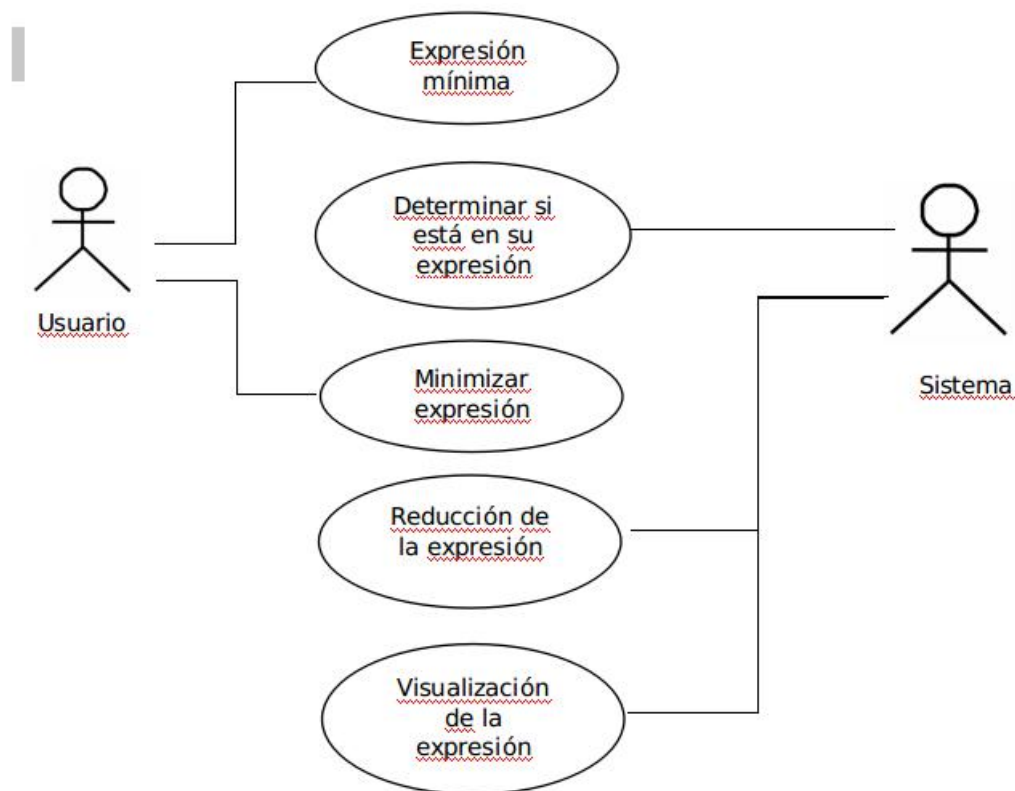 Expresión
mínima
Determinar si
está en su
expresión
Usuario
Minimizar
expresión
Sistema
Reducción de
la expresión
Visualización
de la
expresión